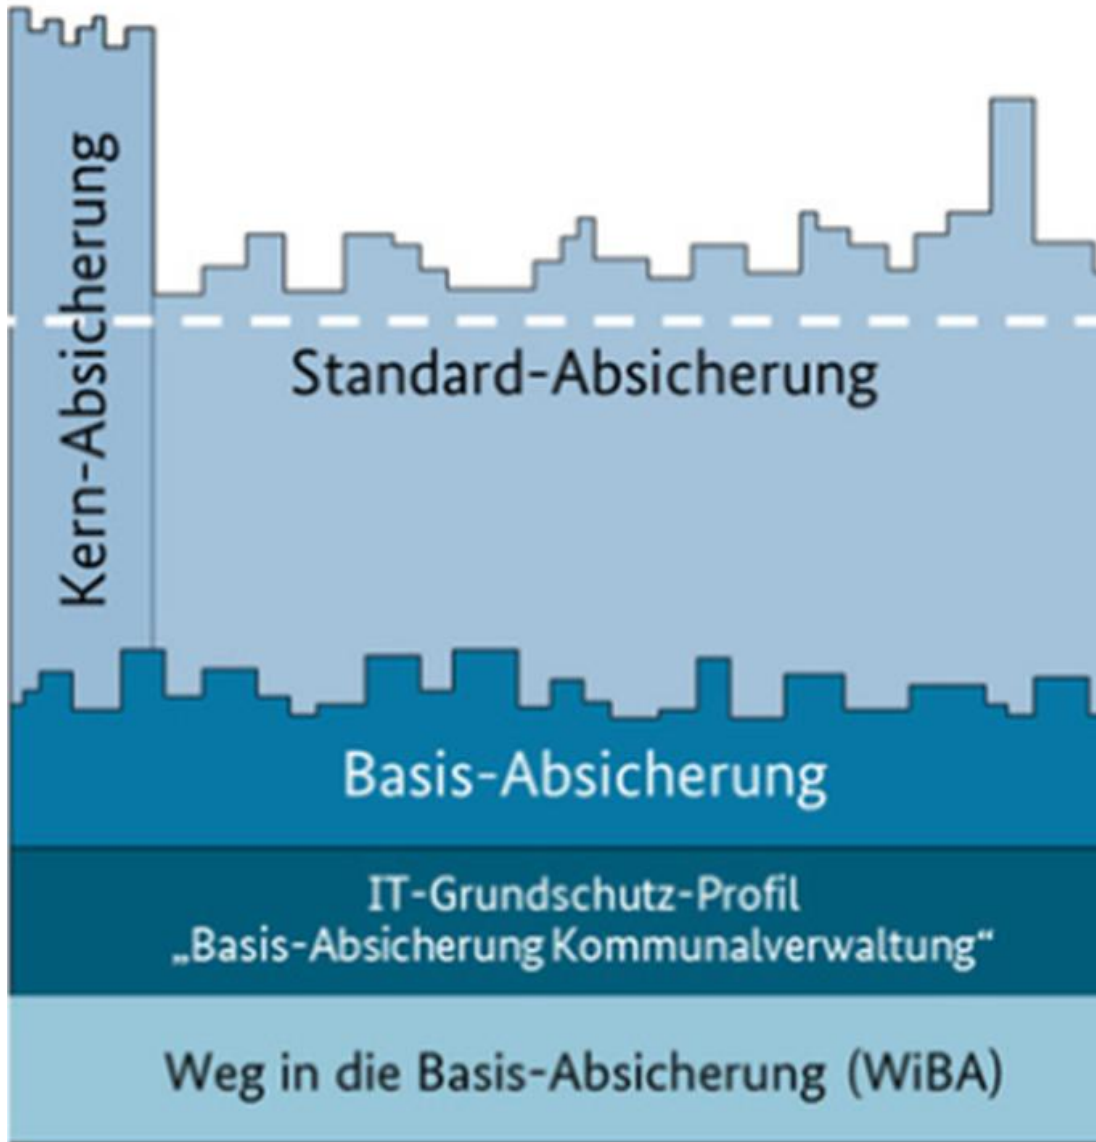 Kern-Absicherung
Standard-Absicherung
Basis-Absicherung
IT-Grundschutz-Profil
„Basis-Absicherung Kommunalverwaltung“
Weg in die Basis-Absicherung (WiBA)